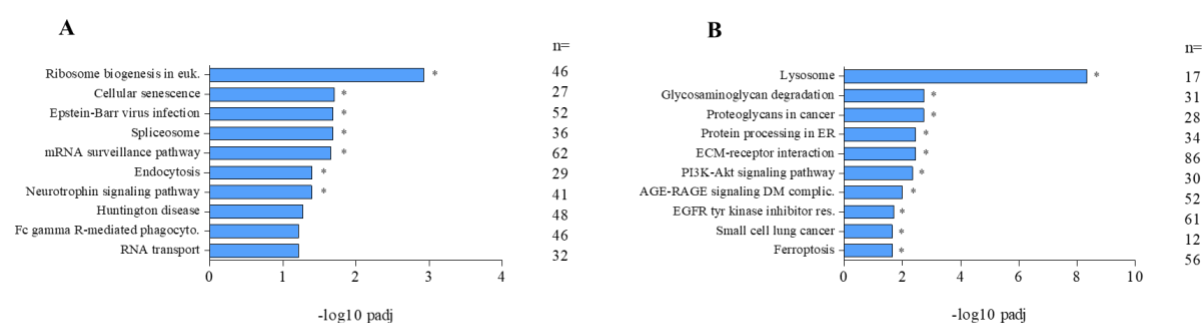 A
n=
Ribosome biogenesis in euk. * 46
Cellular senescence * 27
Epstein-Barr virus infection * 52
Spliceosome * 36
mRNA surveillance pathway * 62
Endocytosis * 29
Neurotrophin signaling pathway * 41
Huntington disease 48
Fc gamma R-mediated phagocyto. 46
RNA transport 32
0 1 2 3 4
-log10 padj
B
n=
Lysosome * 17
Glycosaminoglycan degradation * 31
Proteoglycans in cancer * 28
Protein processing in ER * 34
ECM-receptor interaction * 86
PI3K-Akt signaling pathway * 30
AGE-RAGE signaling DM complic. * 52
EGFR tyr kinase inhibitor res. * 61
Small cell lung cancer * 12
Ferroptosis * 56
0 2 4 6 8 10
-log10 padj